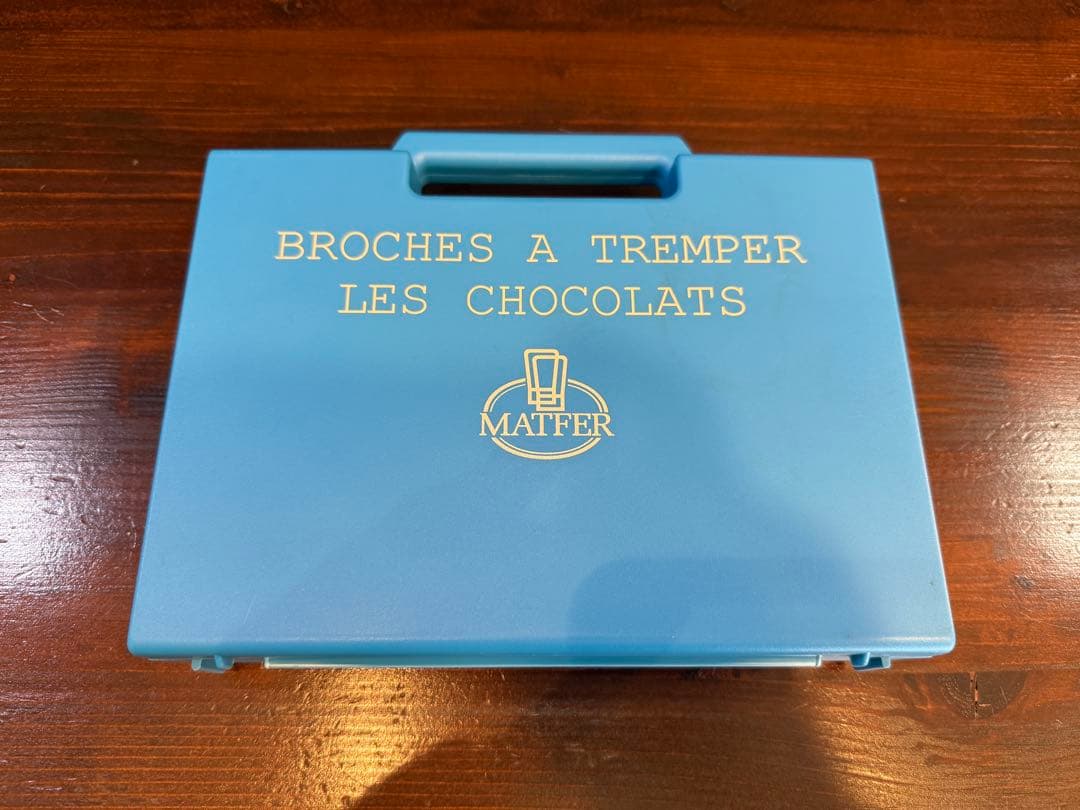 BROCHES A TREMPER
LES CHOCOLATS
MATFER